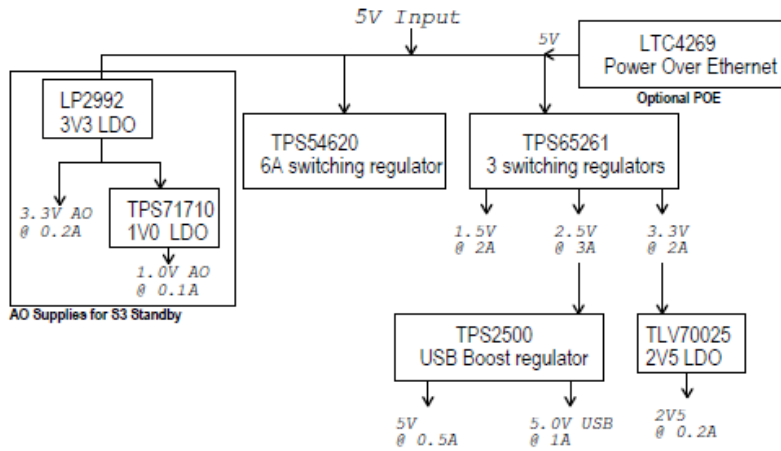 5V Input
5V
LTC4269
Power Over Ethernet
Optional POE
LP2992
3V3 LDO
TPS54620
6A switching regulator
TPS65261
3 switching regulators
3.3V AO
@ 0.2A
TPS71710
1V0 LDO
1.0V AO
@ 0.1A
AO Supplies for S3 Standby
1.5V
@ 2A
2.5V
@ 3A
3.3V
@ 2A
TPS2500
USB Boost regulator
TLV70025
2V5 LDO
5V
@ 0.5A
5.0V USB
@ 1A
2V5
@ 0.2A